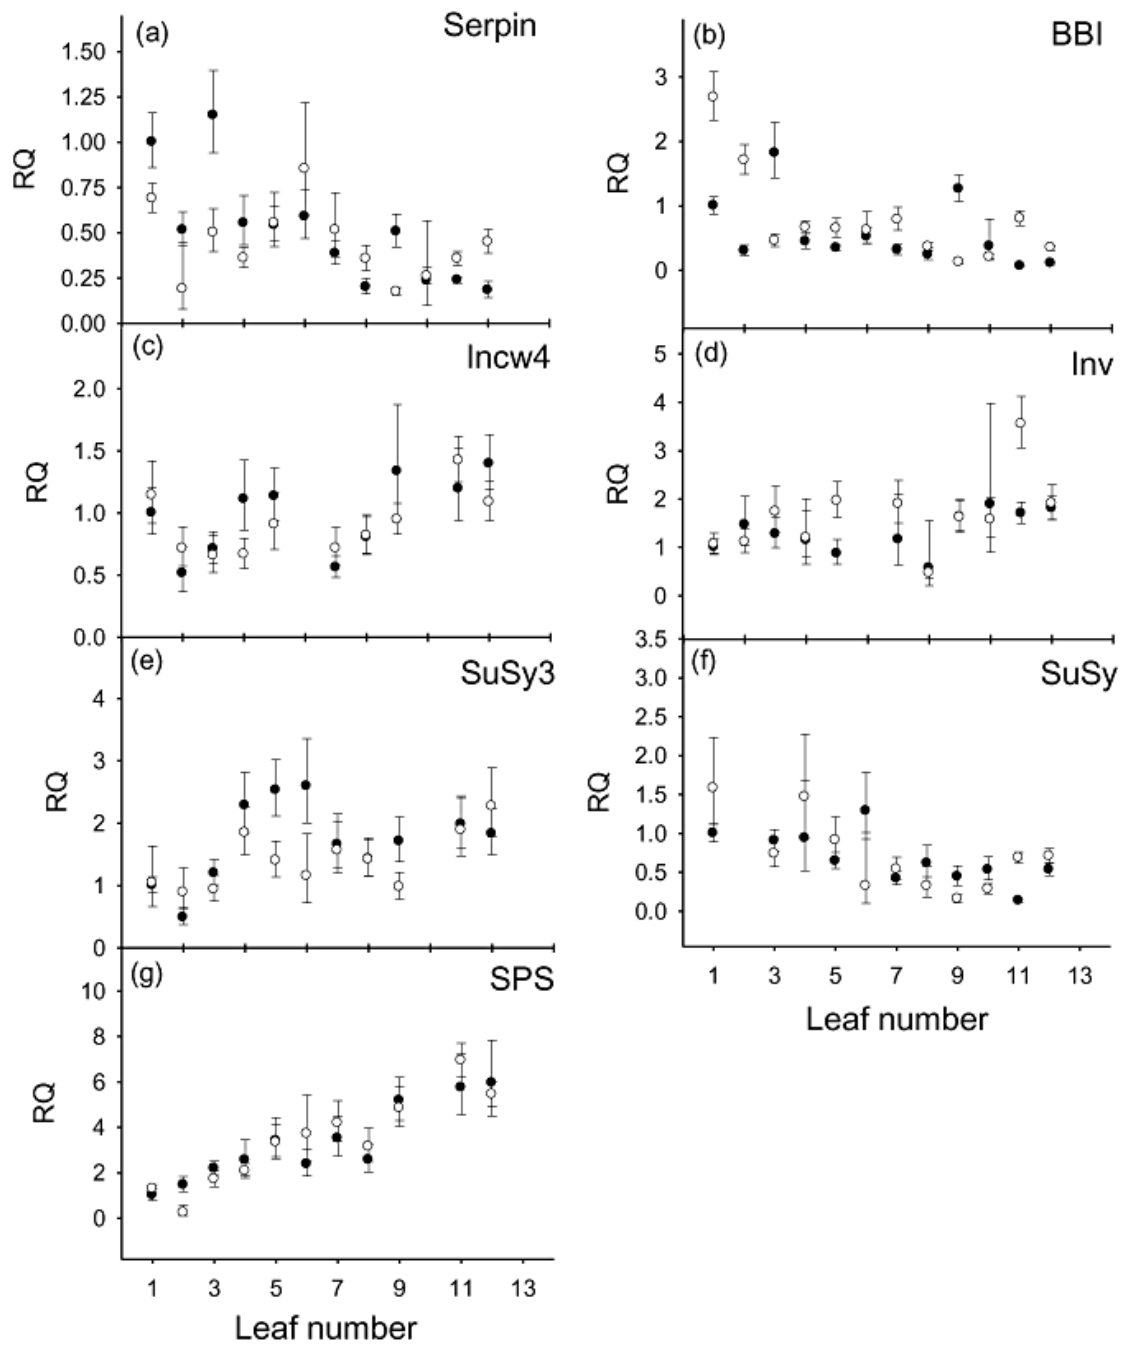 (a)
Serpin
1.50
1.25
1.00
0.75
0.50
0.25
0.00
RQ
(b)
BBI
3
2
1
0
RQ
(c)
Incw4
2.0
1.5
1.0
0.5
0.0
RQ
(d)
Inv
5
4
3
2
1
0
RQ
(e)
SuSy3
4
3
2
1
0
RQ
(f)
SuSy
3.5
3.0
2.5
2.0
1.5
1.0
0.5
0.0
RQ
1 3 5 7 9 11 13
Leaf number
(g)
SPS
10
8
6
4
2
0
RQ
1 3 5 7 9 11 13
Leaf number